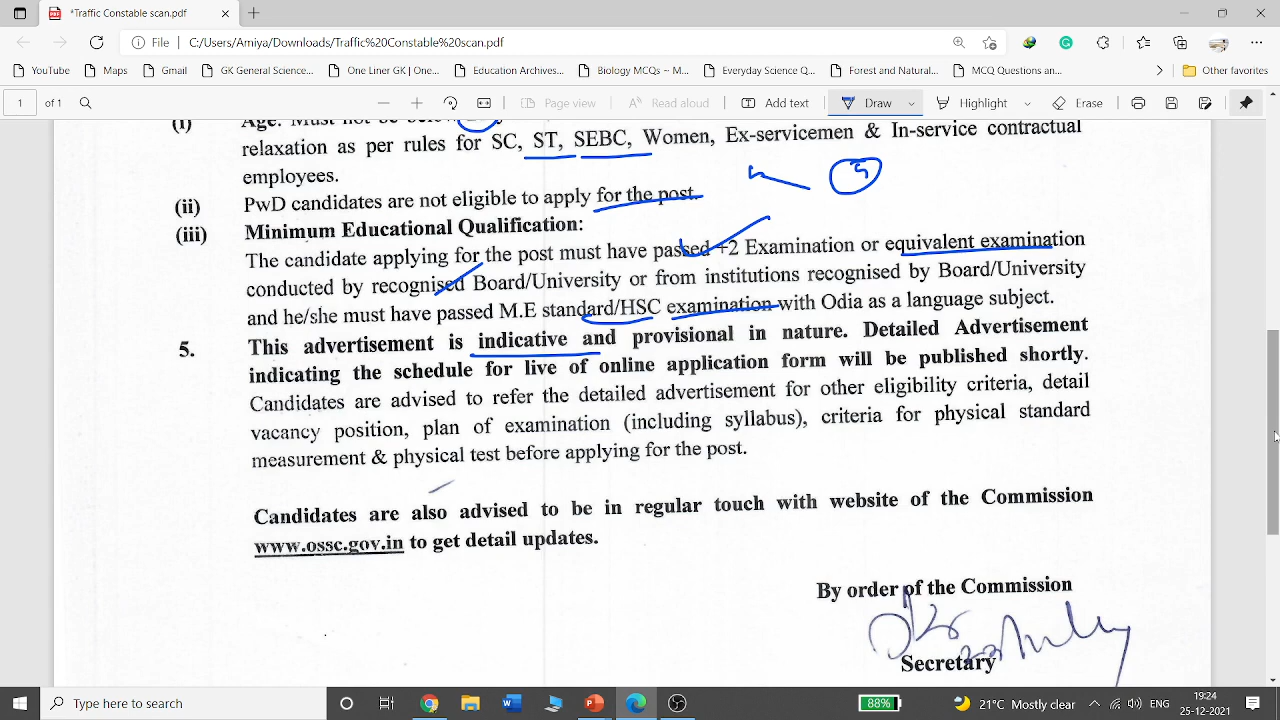 *Traffic Constable scan.pdf
File C:/Users/Amiya/Downloads/Traffic%20Constable%20scan.pdf
YouTube Maps Gmail GK General Science... One Liner GK | One... Education Archives... Biology MCQs ~ M... Everyday Science Q... Forest and Natural... MCQ Questions an... Other favorites
1 of 1 Page view Read aloud Add text Draw Highlight Erase
(i) Age: Must not be below
relaxation as per rules for SC, ST, SEBC, Women, Ex-servicemen & In-service contractual
employees.
(ii) PwD candidates are not eligible to apply for the post.
(iii) Minimum Educational Qualification:
The candidate applying for the post must have passed +2 Examination or equivalent examination
conducted by recognised Board/University or from institutions recognised by Board/University
and he/she must have passed M.E standard/HSC examination with Odia as a language subject.
5. This advertisement is indicative and provisional in nature. Detailed Advertisement
indicating the schedule for live of online application form will be published shortly.
Candidates are advised to refer the detailed advertisement for other eligibility criteria, detail
vacancy position, plan of examination (including syllabus), criteria for physical standard
measurement & physical test before applying for the post.
Candidates are also advised to be in regular touch with website of the Commission
www.ossc.gov.in to get detail updates.
By order of the Commission
Secretary
Type here to search
88%
21°C Mostly clear
ENG
19:24
25-12-2021